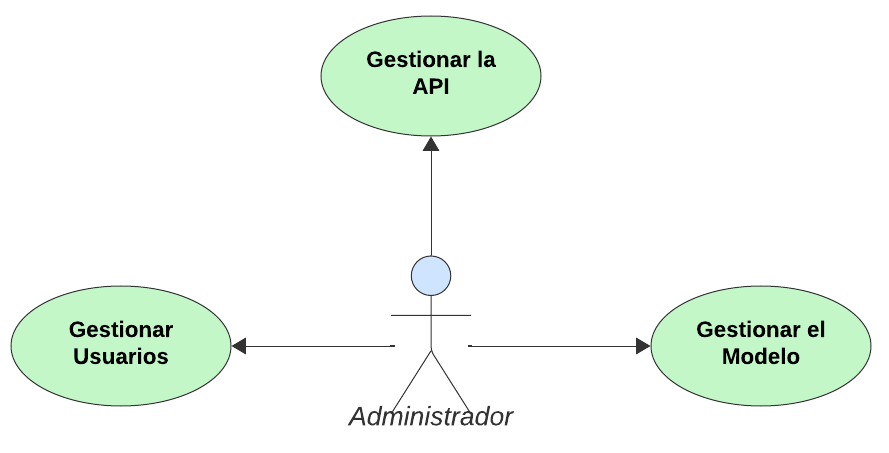 Gestionar la
API
Gestionar
Usuarios
Gestionar el
Modelo
Administrador